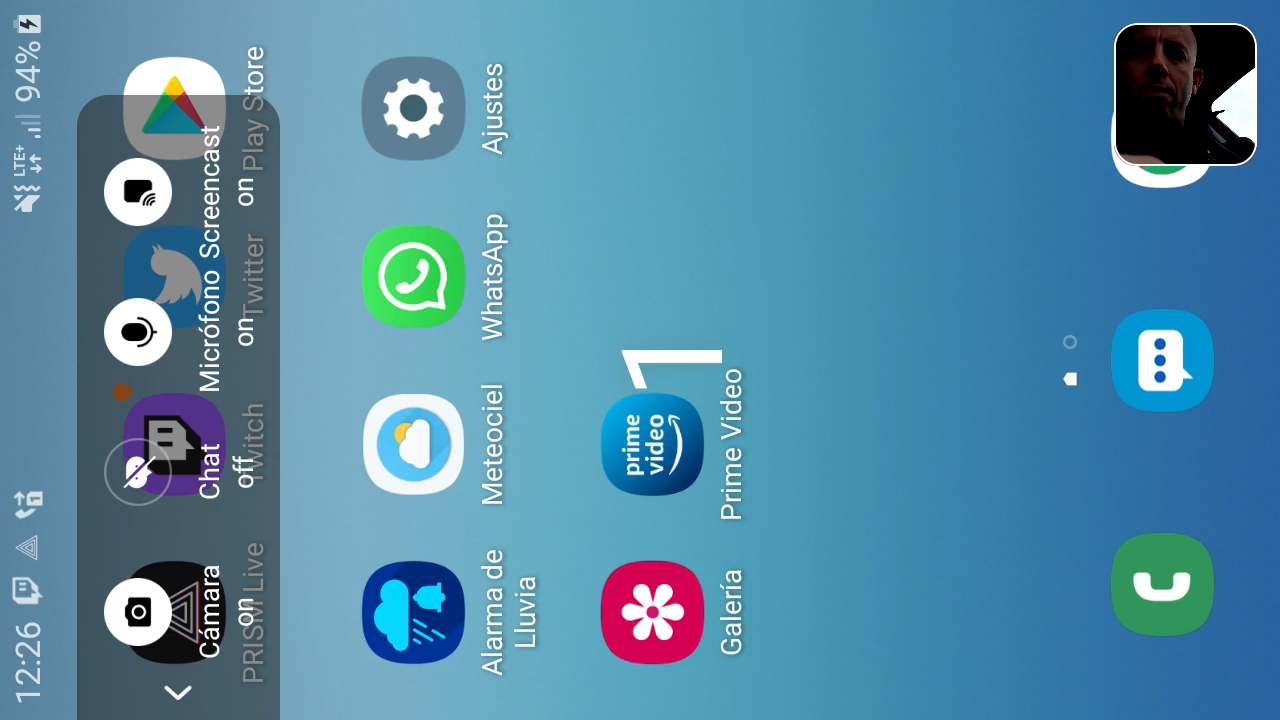 12:26
LTE+
94%
PRISM Live
Twitch
Twitter
Play Store
Cámara
on
Chat
off
Micrófono
on
Screencast
on
Alarma de
Lluvia
Meteociel
WhatsApp
Ajustes
Galería
prime
video
Prime Video
1